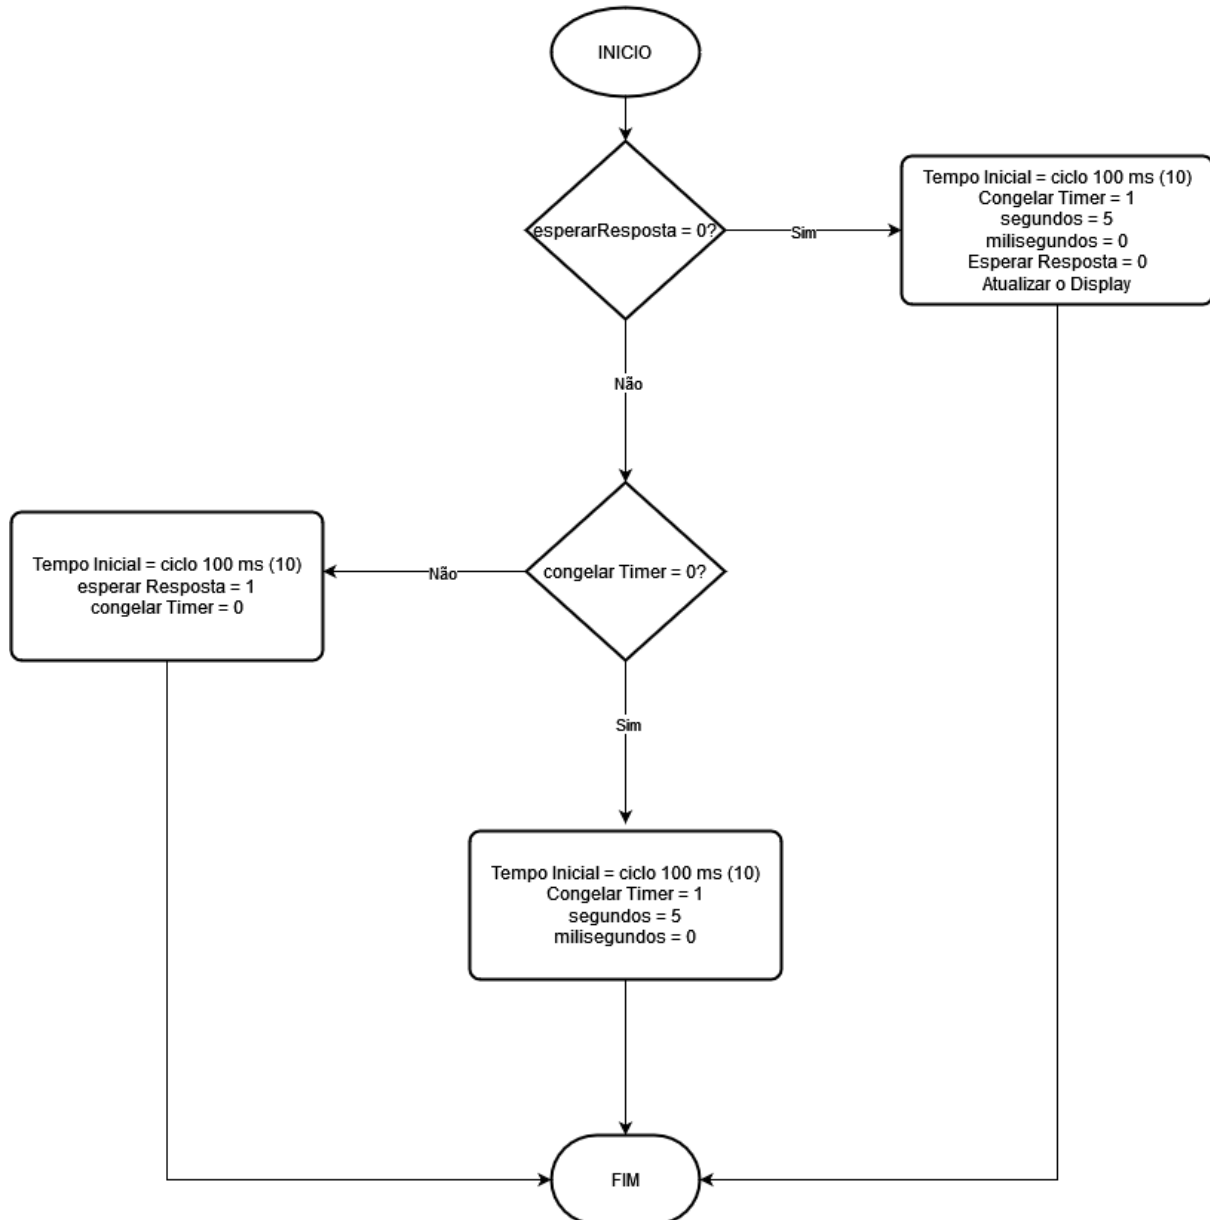 INICIO
esperarResposta = 0?
Sim
Tempo Inicial = ciclo 100 ms (10)
Congelar Timer = 1
segundos = 5
milisegundos = 0
Esperar Resposta = 0
Atualizar o Display
Não
congelar Timer = 0?
Não
Tempo Inicial = ciclo 100 ms (10)
esperar Resposta = 1
congelar Timer = 0
Sim
Tempo Inicial = ciclo 100 ms (10)
Congelar Timer = 1
segundos = 5
milisegundos = 0
FIM